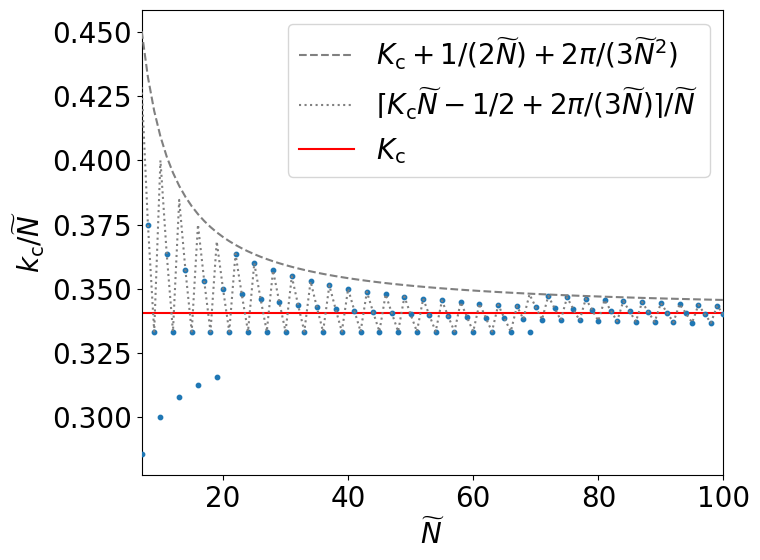 0.450
0.425
0.400
0.375
0.350
0.325
0.300
k_c/Ñ
K_c + 1/(2Ñ) + 2π/(3Ñ²)
⌈K_cÑ − 1/2 + 2π/(3Ñ)⌉/Ñ
K_c
20 40 60 80 100
Ñ